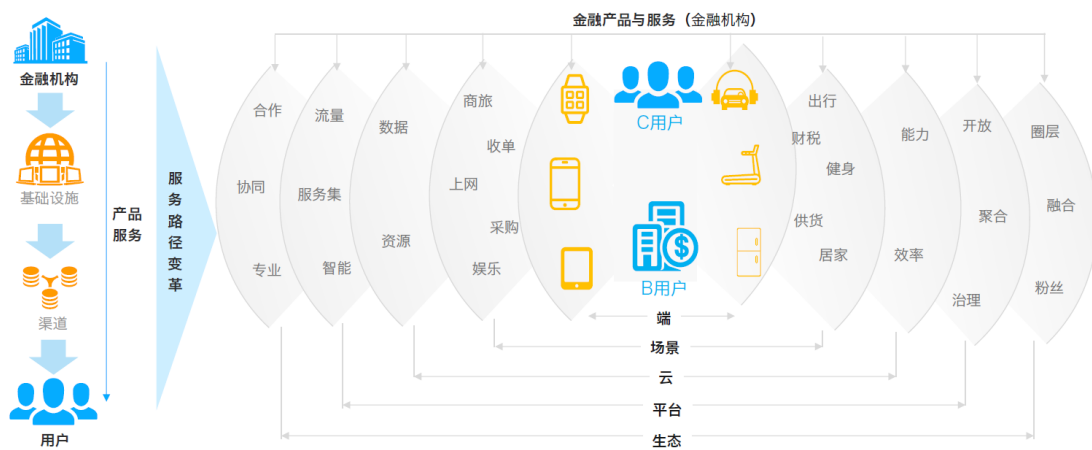 金融产品与服务（金融机构）
金融机构
基础设施
渠道
用户
产品
服务
服
务
路
径
变
革
合作
协同
专业
流量
服务集
智能
数据
资源
商旅
收单
上网
采购
娱乐
C用户
B用户
出行
财税
健身
供货
居家
能力
效率
开放
聚合
治理
圈层
融合
粉丝
端
场景
云
平台
生态